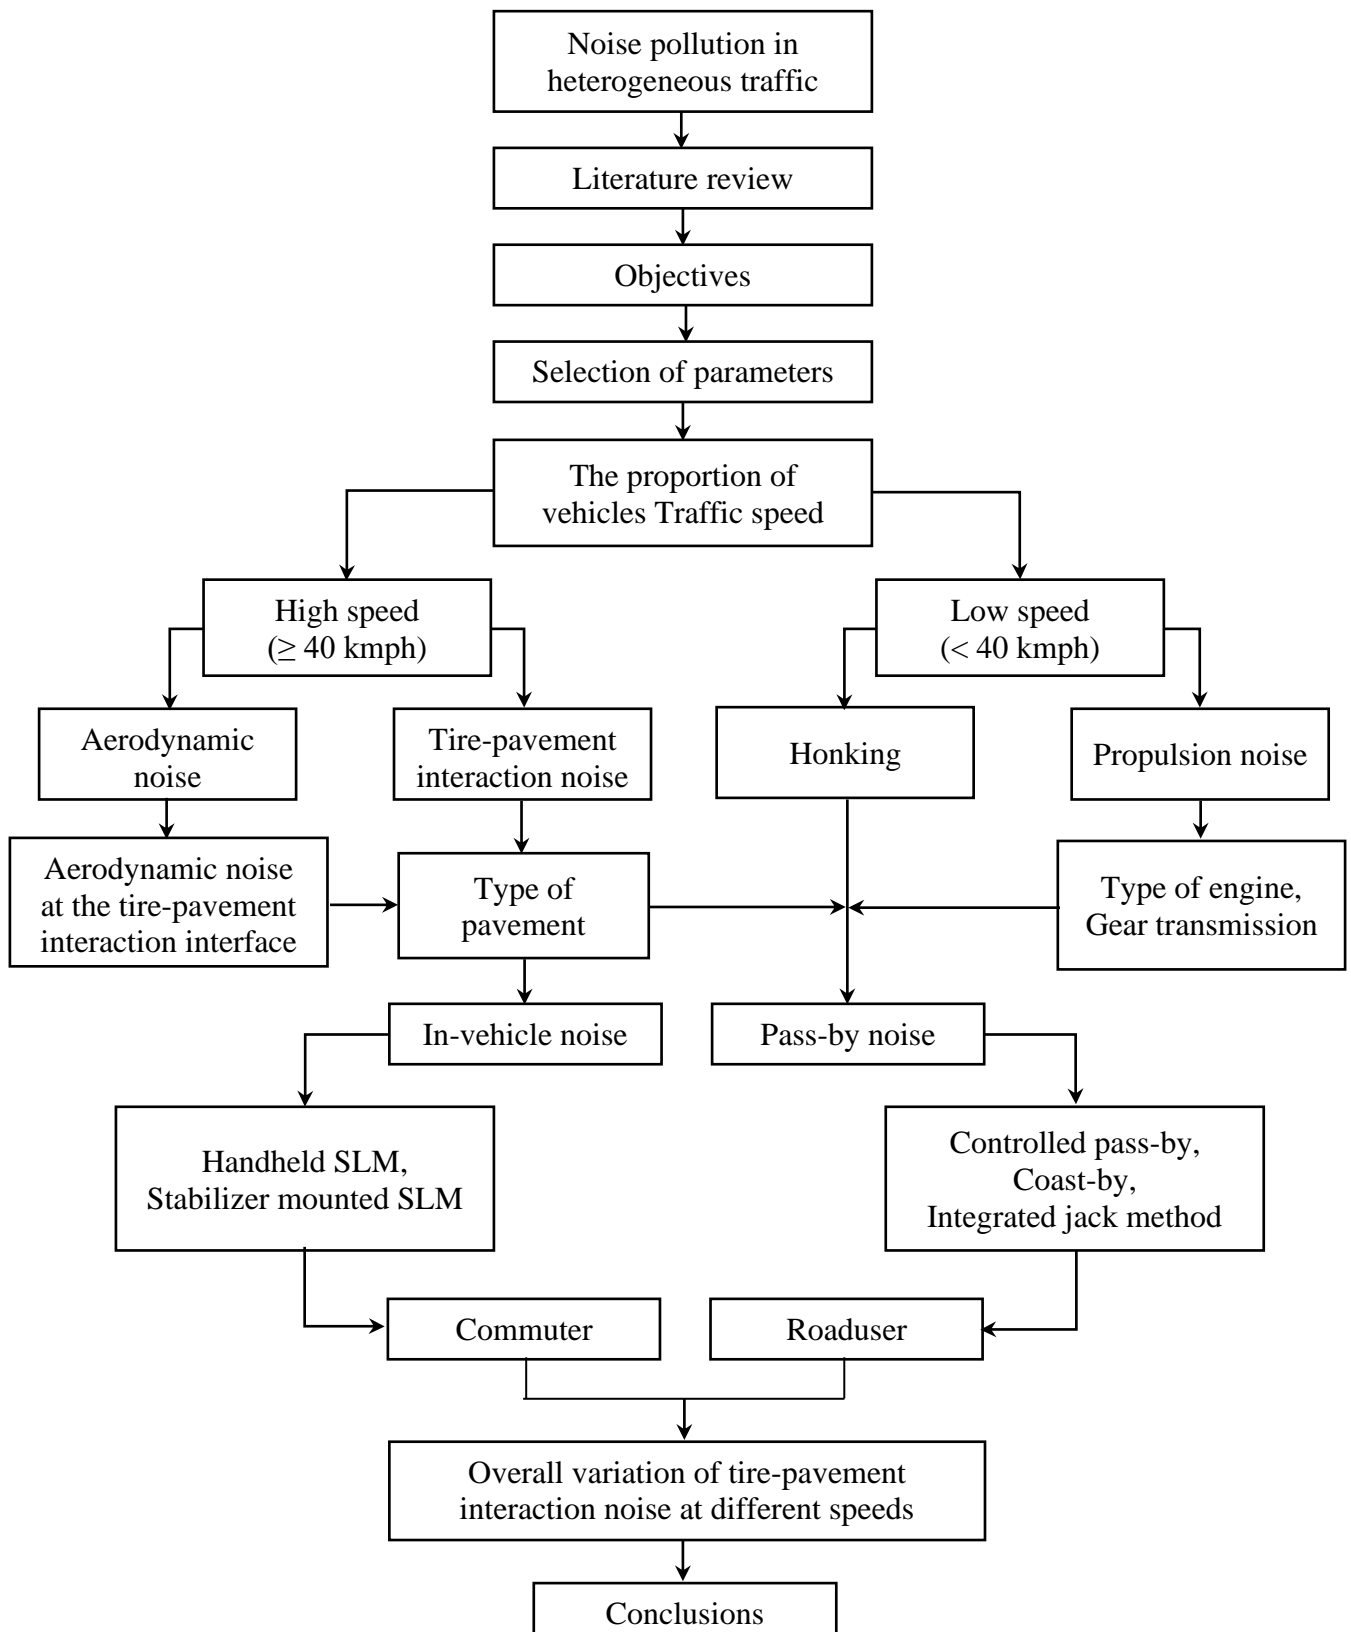 Noise pollution in
heterogeneous traffic
Literature review
Objectives
Selection of parameters
The proportion of
vehicles Traffic speed
High speed
(≥ 40 kmph)
Low speed
(< 40 kmph)
Aerodynamic
noise
Tire-pavement
interaction noise
Honking
Propulsion noise
Aerodynamic noise
at the tire-pavement
interaction interface
Type of
pavement
Type of engine,
Gear transmission
In-vehicle noise
Pass-by noise
Handheld SLM,
Stabilizer mounted SLM
Controlled pass-by,
Coast-by,
Integrated jack method
Commuter
Roaduser
Overall variation of tire-pavement
interaction noise at different speeds
Conclusions